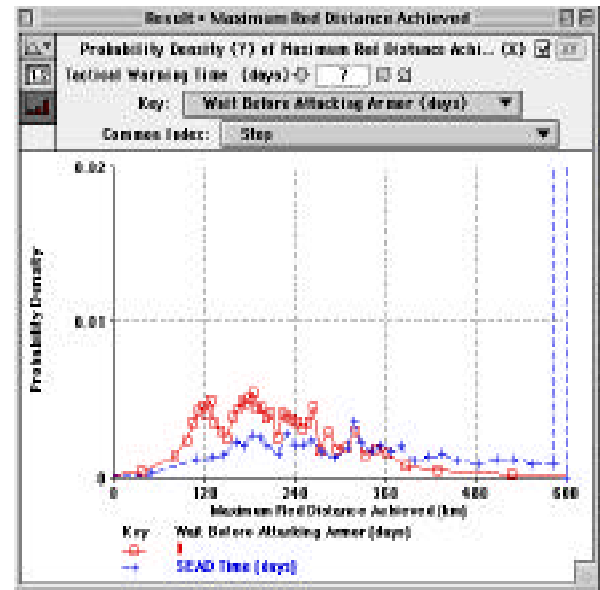 Result • Maximum Red Distance Achieved
Probability Density (Y) of Maximum Red Distance Achi... (X) XY
Tactical Warning Time (days) 7
Key: Wait Before Attacking Armor (days)
Common Index: Step
0.02
0.01
0
Probability Density
0 120 240 360 480 600
Maximum Red Distance Achieved (km)
Key Wait Before Attacking Armor (days)
1
SEAD Time (days)